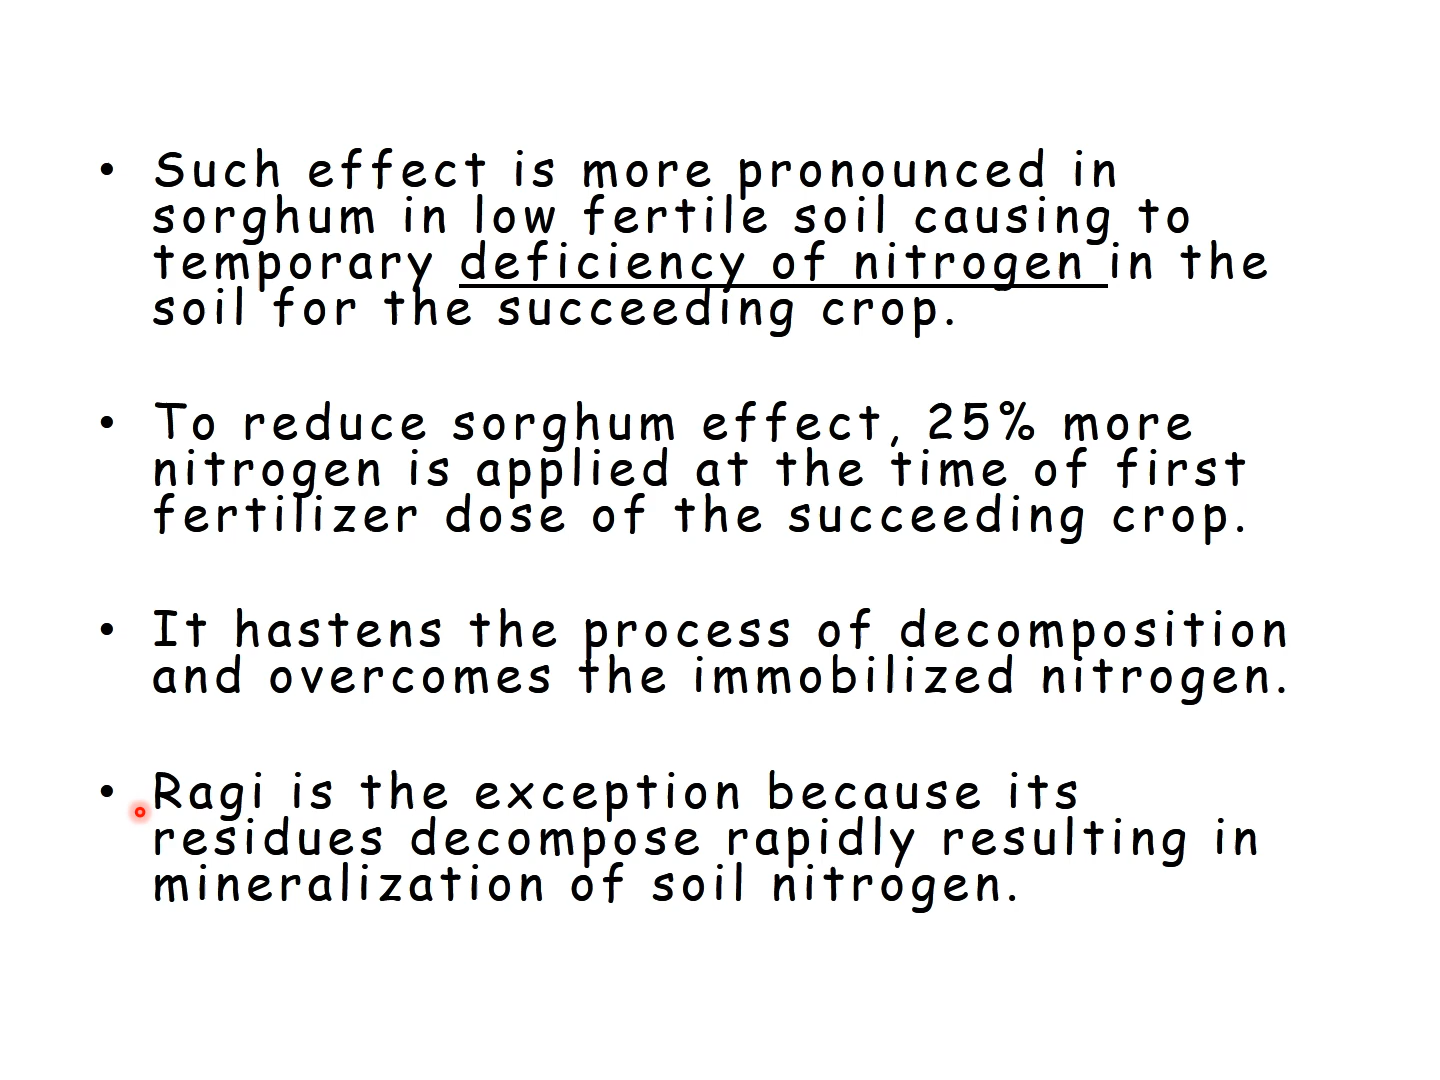 • Such effect is more pronounced in
sorghum in low fertile soil causing to
temporary deficiency of nitrogen in the
soil for the succeeding crop.
• To reduce sorghum effect, 25% more
nitrogen is applied at the time of first
fertilizer dose of the succeeding crop.
• It hastens the process of decomposition
and overcomes the immobilized nitrogen.
• Ragi is the exception because its
residues decompose rapidly resulting in
mineralization of soil nitrogen.